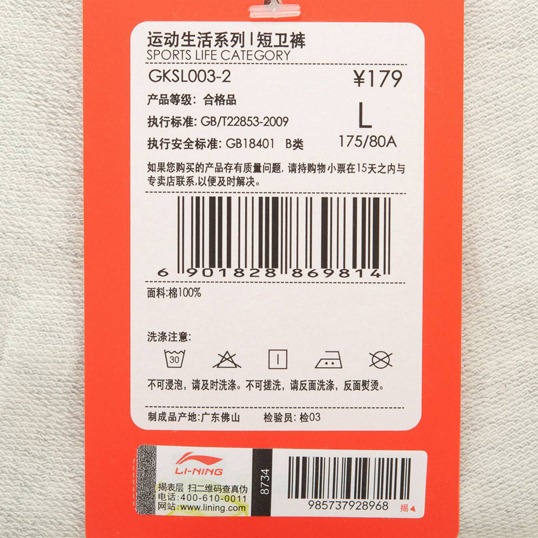 运动生活系列 | 短卫裤
SPORTS LIFE CATEGORY
GKSL003-2 ¥179
产品等级: 合格品
执行标准: GB/T22853-2009 L
执行安全标准: GB18401 B类 175/80A
如果您购买的产品存有质量问题, 请持购物小票在15天之内与
专卖店联系,以便及时解决。
6 901828 869814
面料:棉100%
洗涤注意:
30
不可浸泡，请及时洗涤。不可搓洗，请反面洗涤，反面熨烫。
制成品产地: 广东佛山 检验员: 检03
LI-NING
揭表层 扫二维码查真伪
电话: 400-610-0011
网站: www.lining.com
8734
985737928968
揭